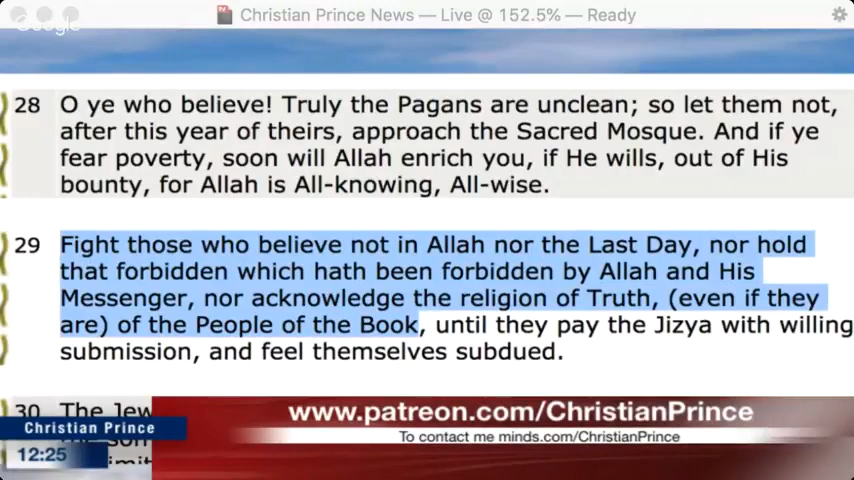 Christian Prince News — Live @ 152.5% — Ready
Google
28 O ye who believe! Truly the Pagans are unclean; so let them not,
after this year of theirs, approach the Sacred Mosque. And if ye
fear poverty, soon will Allah enrich you, if He wills, out of His
bounty, for Allah is All-knowing, All-wise.
29 Fight those who believe not in Allah nor the Last Day, nor hold
that forbidden which hath been forbidden by Allah and His
Messenger, nor acknowledge the religion of Truth, (even if they
are) of the People of the Book, until they pay the Jizya with willing
submission, and feel themselves subdued.
30 The Jew
Christian Prince
12:25
www.patreon.com/ChristianPrince
To contact me minds.com/ChristianPrince